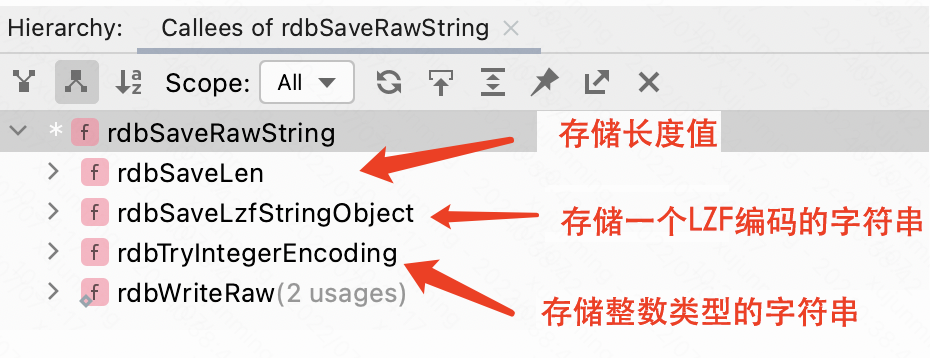 Hierarchy: Callees of rdbSaveRawString
Scope: All
* f rdbSaveRawString 存储长度值
f rdbSaveLen
f rdbSaveLzfStringObject 存储一个LZF编码的字符串
f rdbTryIntegerEncoding
f rdbWriteRaw(2 usages) 存储整数类型的字符串